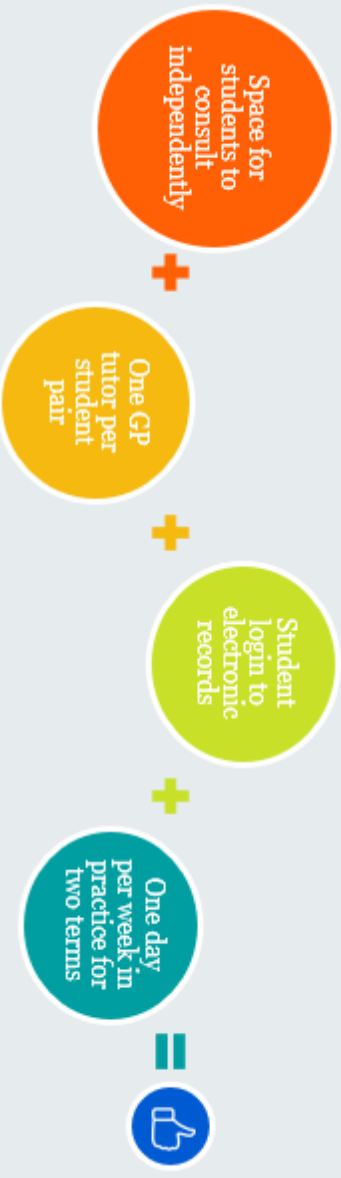 Space for
students to
consult
independently
+
One GP
tutor per
student
pair
+
Student
login to
electronic
records
+
One day
per week in
practice for
two terms
=